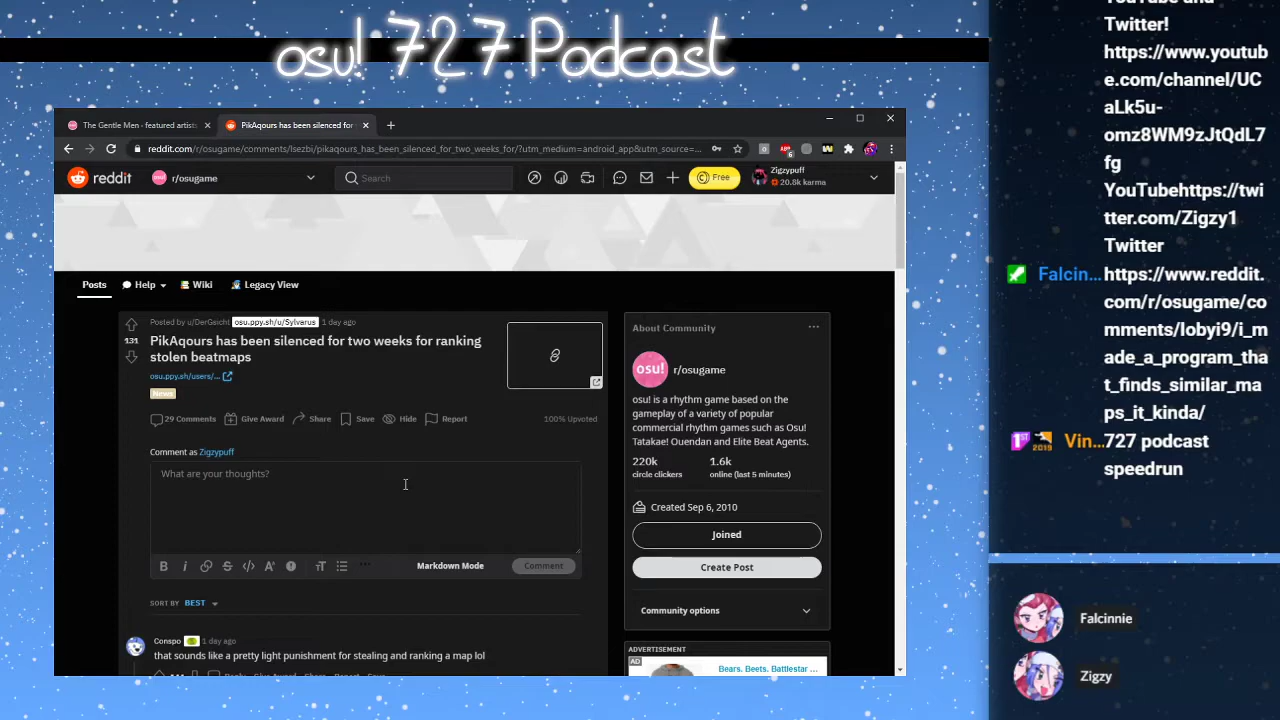 osu! 727 Podcast
The Gentle Men - featured artist
PikAqours has been silenced for
reddit.com/r/osugame/comments/lsezbi/pikaqours_has_been_silenced_for_two_weeks_for/?utm_medium=android_app&utm_source=...
reddit
r/osugame
Search
Free
Zigzypuff
20.8k karma
Posts
Help
Wiki
Legacy View
Posted by u/DerGsicht
osu.ppy.sh/u/Sylvarus
1 day ago
131
PikAqours has been silenced for two weeks for ranking
stolen beatmaps
osu.ppy.sh/users/...
News
29 Comments
Give Award
Share
Save
Hide
Report
100% Upvoted
Comment as Zigzypuff
What are your thoughts?
Markdown Mode
Comment
SORT BY BEST
Conspo
1 day ago
that sounds like a pretty light punishment for stealing and ranking a map lol
About Community
osu!
r/osugame
osu! is a rhythm game based on the
gameplay of a variety of popular
commercial rhythm games such as Osu!
Tatakae! Ouendan and Elite Beat Agents.
220k
1.6k
circle clickers
online (last 5 minutes)
Created Sep 6, 2010
Joined
Create Post
Community options
ADVERTISEMENT
AD
Bears. Beets. Battlestar ...
YouTube and
Twitter!
https://www.youtub
e.com/channel/UC
aLk5u-
omz8WM9zJtQdL7
fg
YouTubehttps://twi
tter.com/Zigzy1
Twitter
Falcin... https://www.reddit.
com/r/osugame/co
mments/lobyi9/i_m
ade_a_program_tha
t_finds_similar_ma
ps_it_kinda/
1ST
2019
Vin... 727 podcast
speedrun
Falcinnie
Zigzy